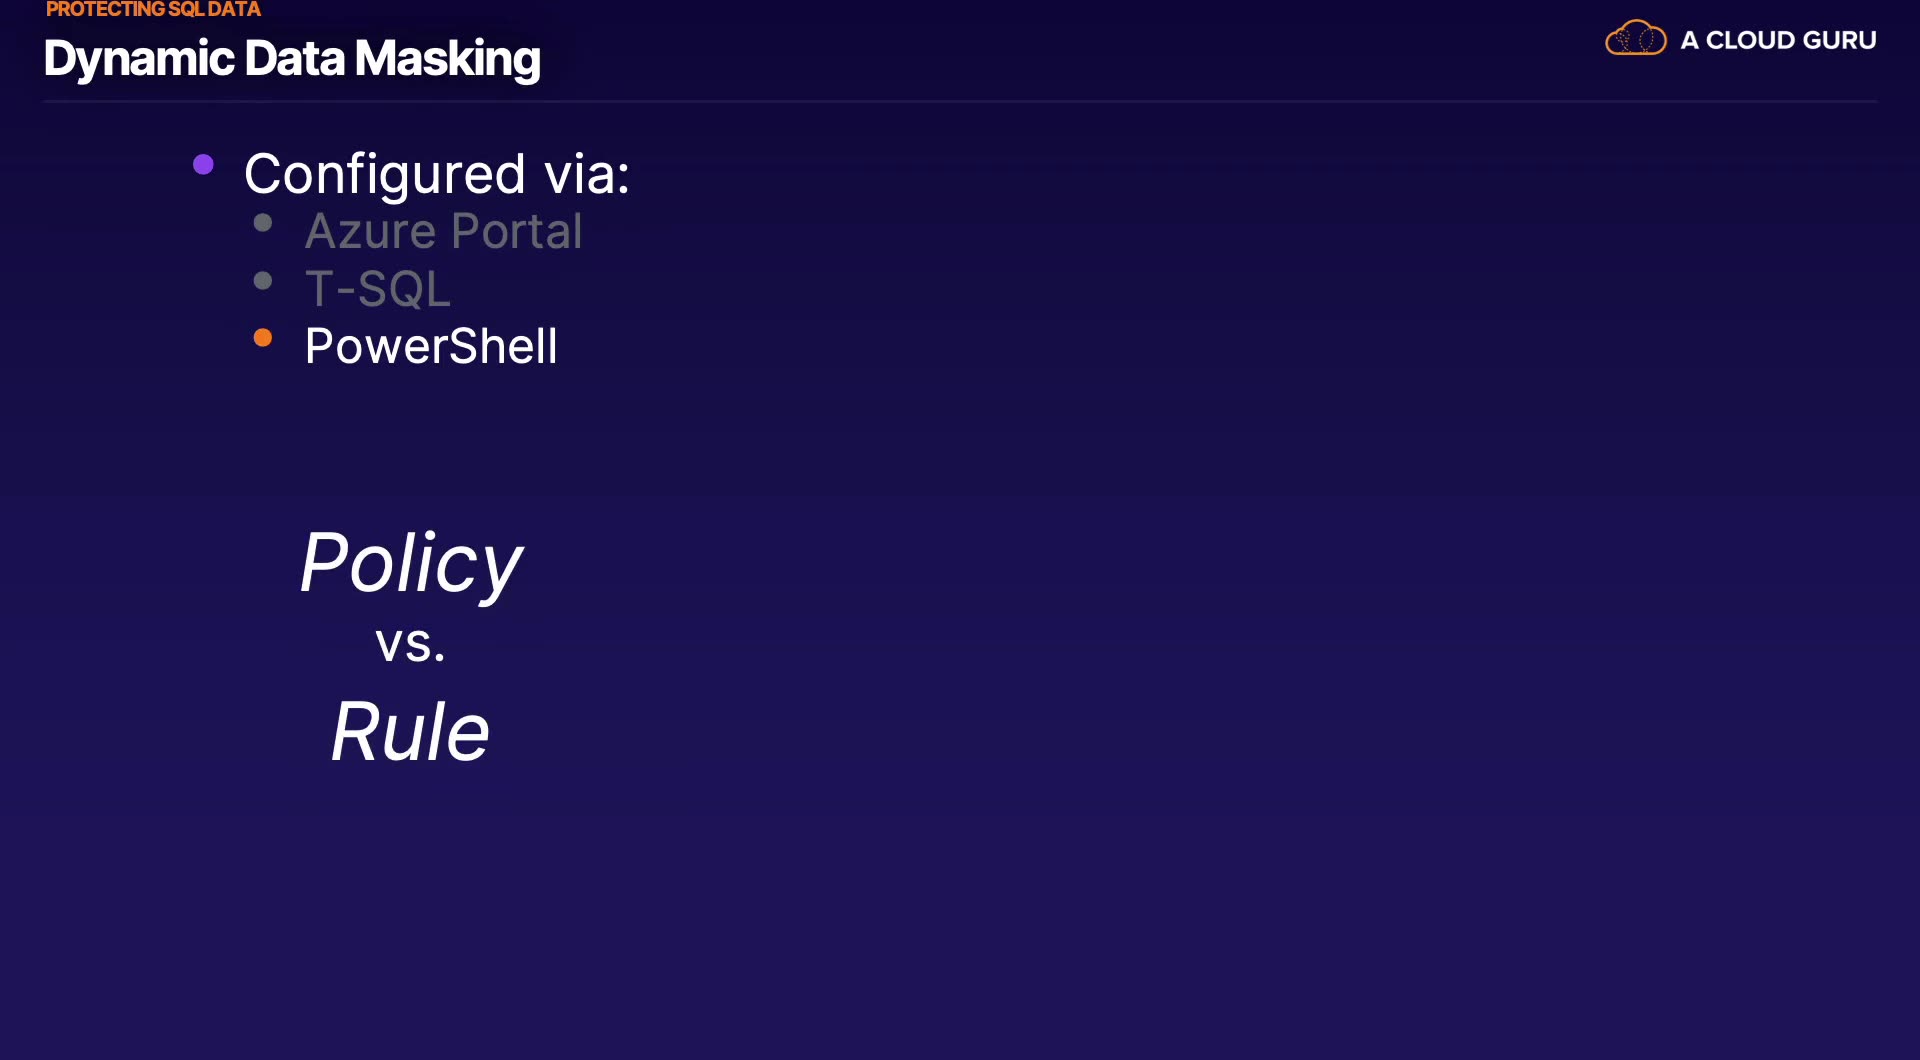 PROTECTING SQL DATA
Dynamic Data Masking
A CLOUD GURU
Configured via:
Azure Portal
T-SQL
PowerShell
Policy
vs.
Rule